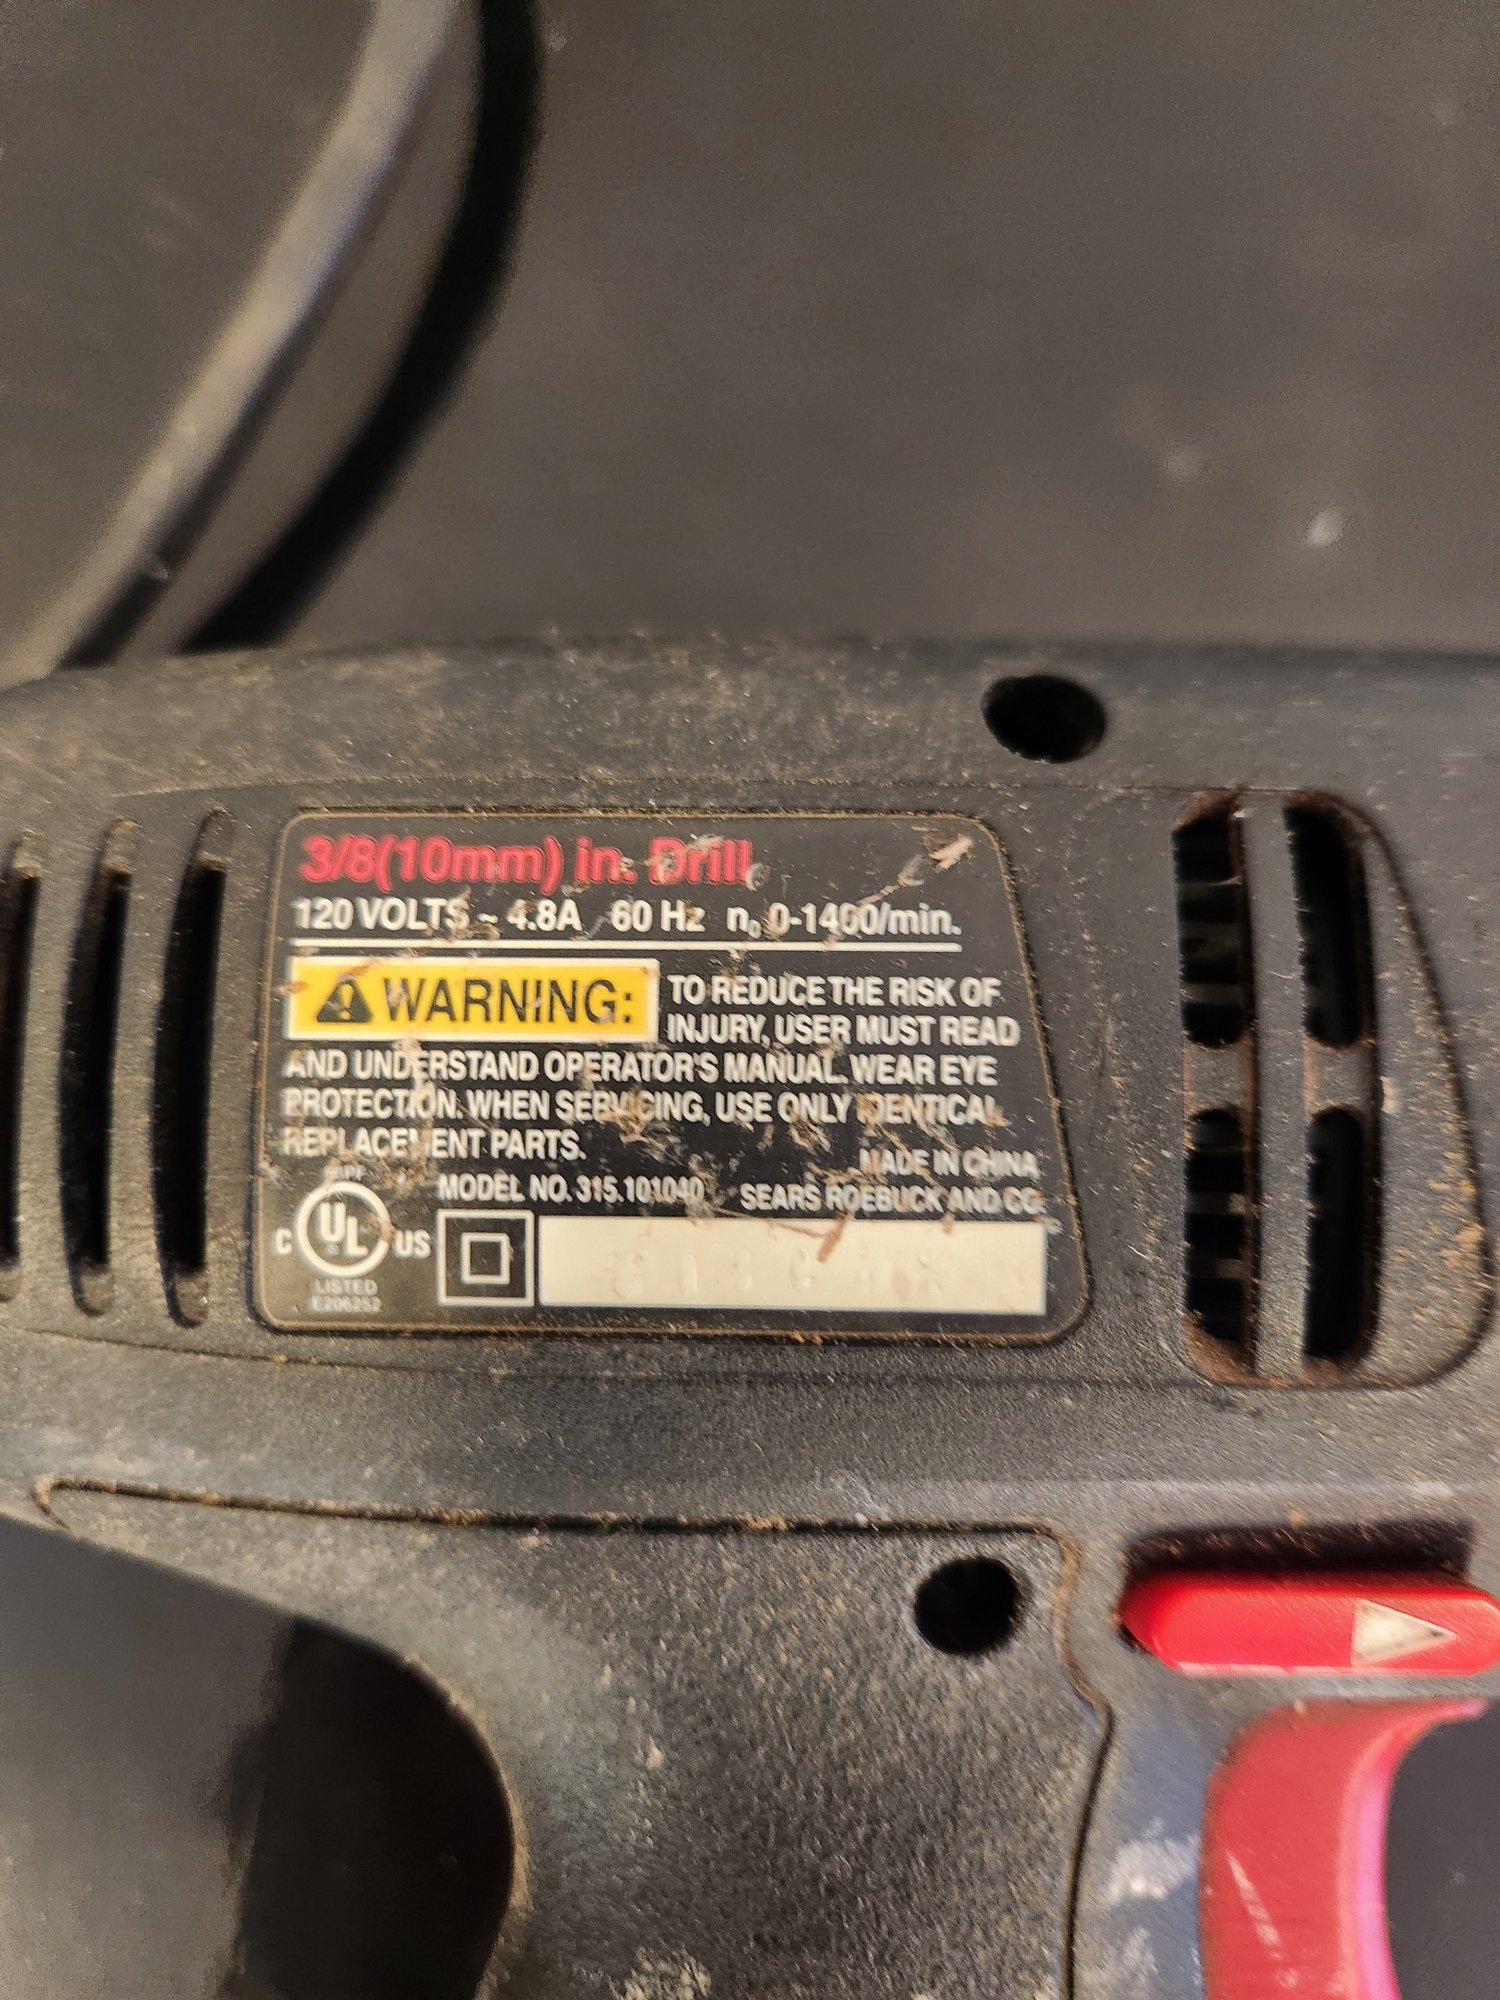 3/8(10mm) in. Drill
120 VOLTS ~ 4.8A 60 Hz n₀ 0-1400/min.
WARNING: TO REDUCE THE RISK OF
INJURY, USER MUST READ
AND UNDERSTAND OPERATOR'S MANUAL. WEAR EYE
PROTECTION. WHEN SERVICING, USE ONLY IDENTICAL
REPLACEMENT PARTS.
MADE IN CHINA
MODEL NO. 315.101040 SEARS ROEBUCK AND CO.
C UL US
LISTED
E206252